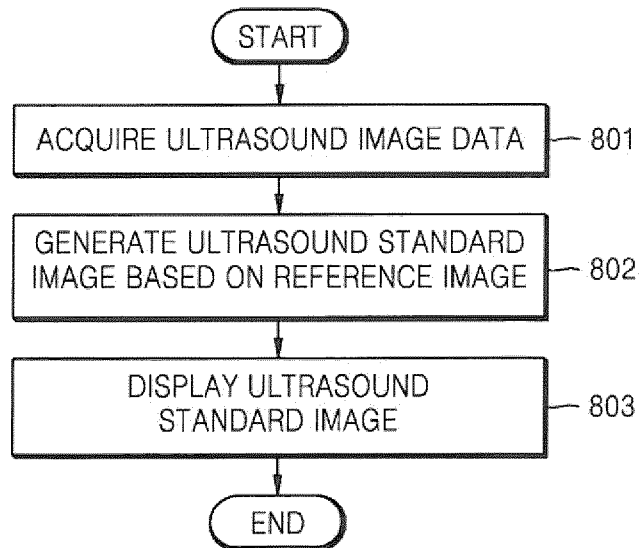 START
ACQUIRE ULTRASOUND IMAGE DATA
801
GENERATE ULTRASOUND STANDARD
IMAGE BASED ON REFERENCE IMAGE
802
DISPLAY ULTRASOUND
STANDARD IMAGE
803
END